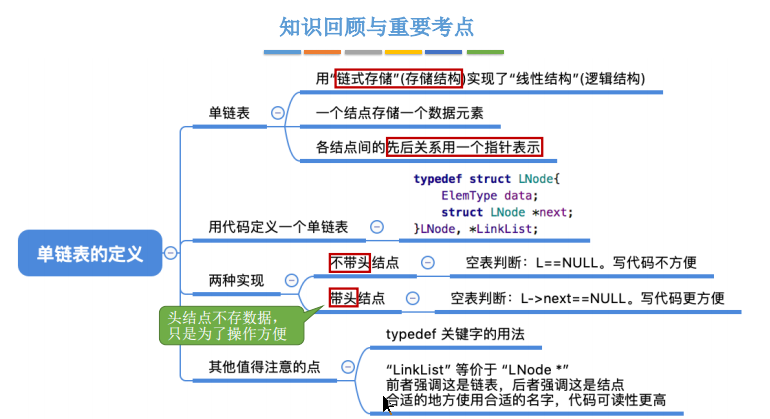 知识回顾与重要考点
用“链式存储”(存储结构)实现了“线性结构”(逻辑结构)
单链表
一个结点存储一个数据元素
各结点间的先后关系用一个指针表示
typedef struct LNode{
ElemType data;
struct LNode *next;
}LNode, *LinkList;
用代码定义一个单链表
单链表的定义
不带头结点
空表判断：L==NULL。写代码不方便
两种实现
带头结点
空表判断：L->next==NULL。写代码更方便
头结点不存数据，
只是为了操作方便
typedef 关键字的用法
其他值得注意的点
“LinkList” 等价于 “LNode *”
前者强调这是链表，后者强调这是结点
合适的地方使用合适的名字，代码可读性更高